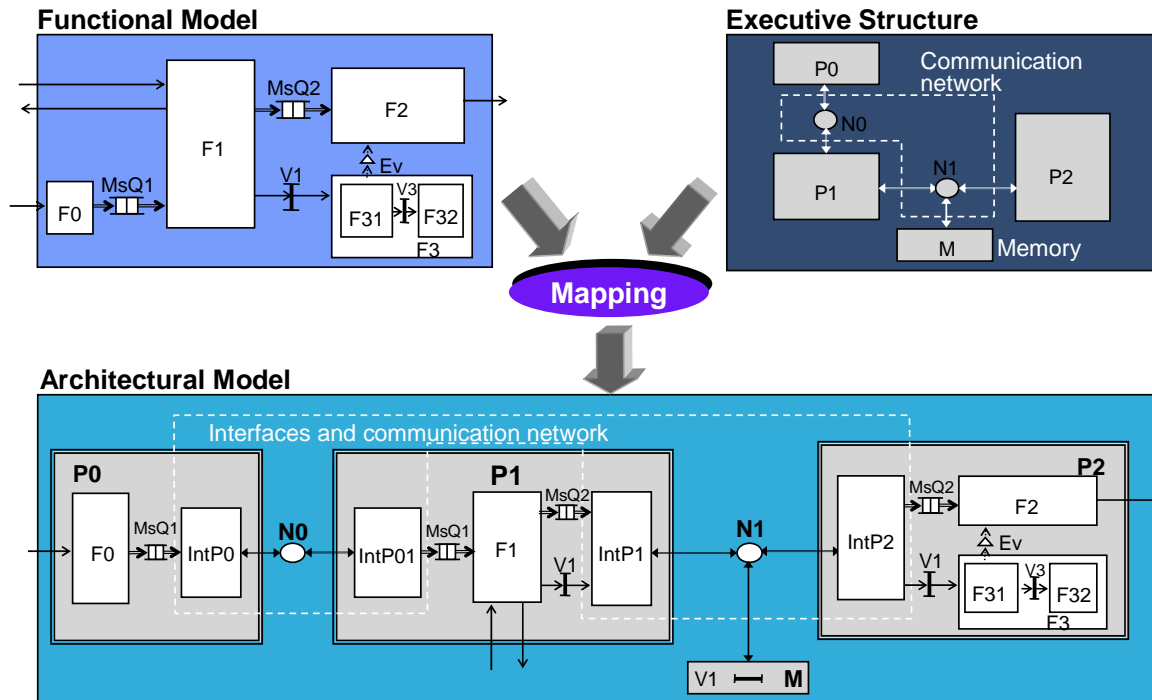 Functional Model
Executive Structure
MsQ2
F1
F2
Ev
MsQ1
V1
V3
F0
F31
F32
F3
P0
Communication
network
N0
N1
P1
P2
M
Memory
Mapping
Architectural Model
Interfaces and communication network
P0
F0
MsQ1
IntP0
N0
P1
IntP01
MsQ1
F1
MsQ2
V1
IntP1
N1
V1
M
P2
IntP2
MsQ2
F2
Ev
V1
V3
F31
F32
F3